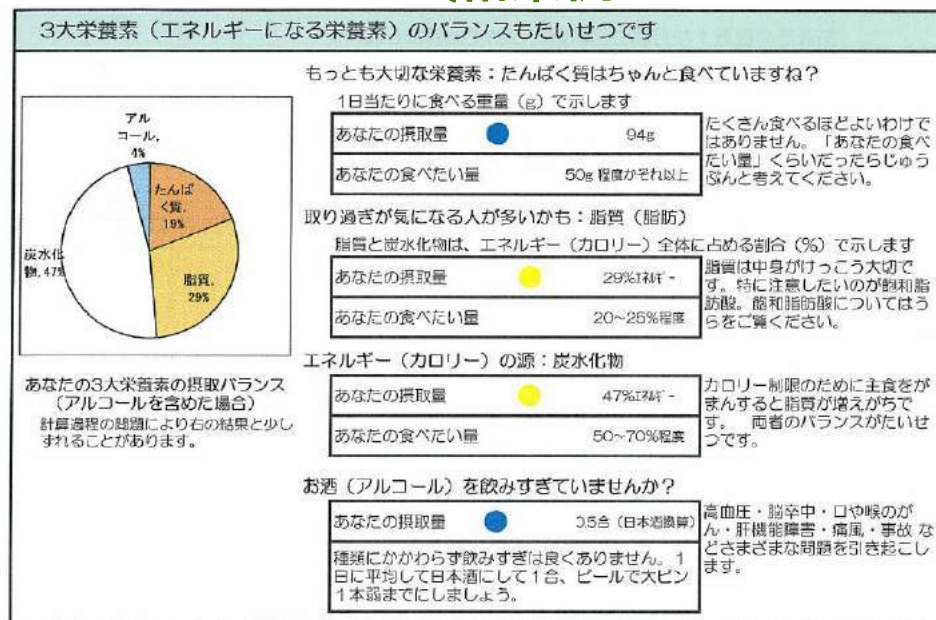 3大栄養素（エネルギーになる栄養素）のバランスもたいせつです
アル
コール,
4%
たんぱ
く質,
19%
脂質,
29%
炭水化
物, 47%
あなたの3大栄養素の摂取バランス
（アルコールを含めた場合）
計算過程の問題により右の結果と少し
ずれることがあります。
もっとも大切な栄養素：たんぱく質はちゃんと食べていますね？
1日当たりに食べる重量（g）で示します
あなたの摂取量 94g
あなたの食べたい量 50g 程度かそれ以上
たくさん食べるほどよいわけで
はありません。「あなたの食べ
たい量」くらいだったらじゅう
ぶんと考えてください。
取り過ぎが気になる人が多いかも：脂質（脂肪）
脂質と炭水化物は、エネルギー（カロリー）全体に占める割合（%）で示します
あなたの摂取量 29%ｴﾈﾙｷﾞｰ
あなたの食べたい量 20～25%程度
脂質は中身がけっこう大切で
す。特に注意したいのが飽和脂
肪酸。飽和脂肪酸についてはう
らをご覧ください。
エネルギー（カロリー）の源：炭水化物
あなたの摂取量 47%ｴﾈﾙｷﾞｰ
あなたの食べたい量 50～70%程度
カロリー制限のために主食をが
まんすると脂質が増えがちで
す。 両者のバランスがたいせ
つです。
お酒（アルコール）を飲みすぎていませんか？
あなたの摂取量 0.5合（日本酒換算）
種類にかかわらず飲みすぎは良くありません。1
日に平均して日本酒にして1合、ビールで大ビン
1本弱までにしましょう。
高血圧・脳卒中・口や喉のが
ん・肝機能障害・痛風・事故 な
どさまざまな問題を引き起こし
ます。